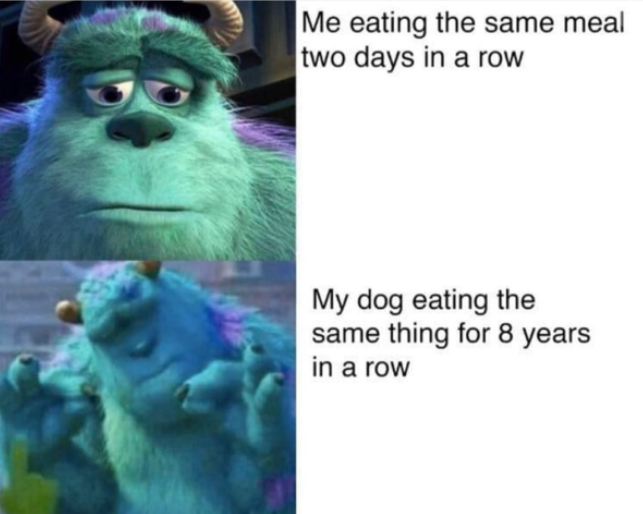 Me eating the same meal
two days in a row
My dog eating the
same thing for 8 years
in a row